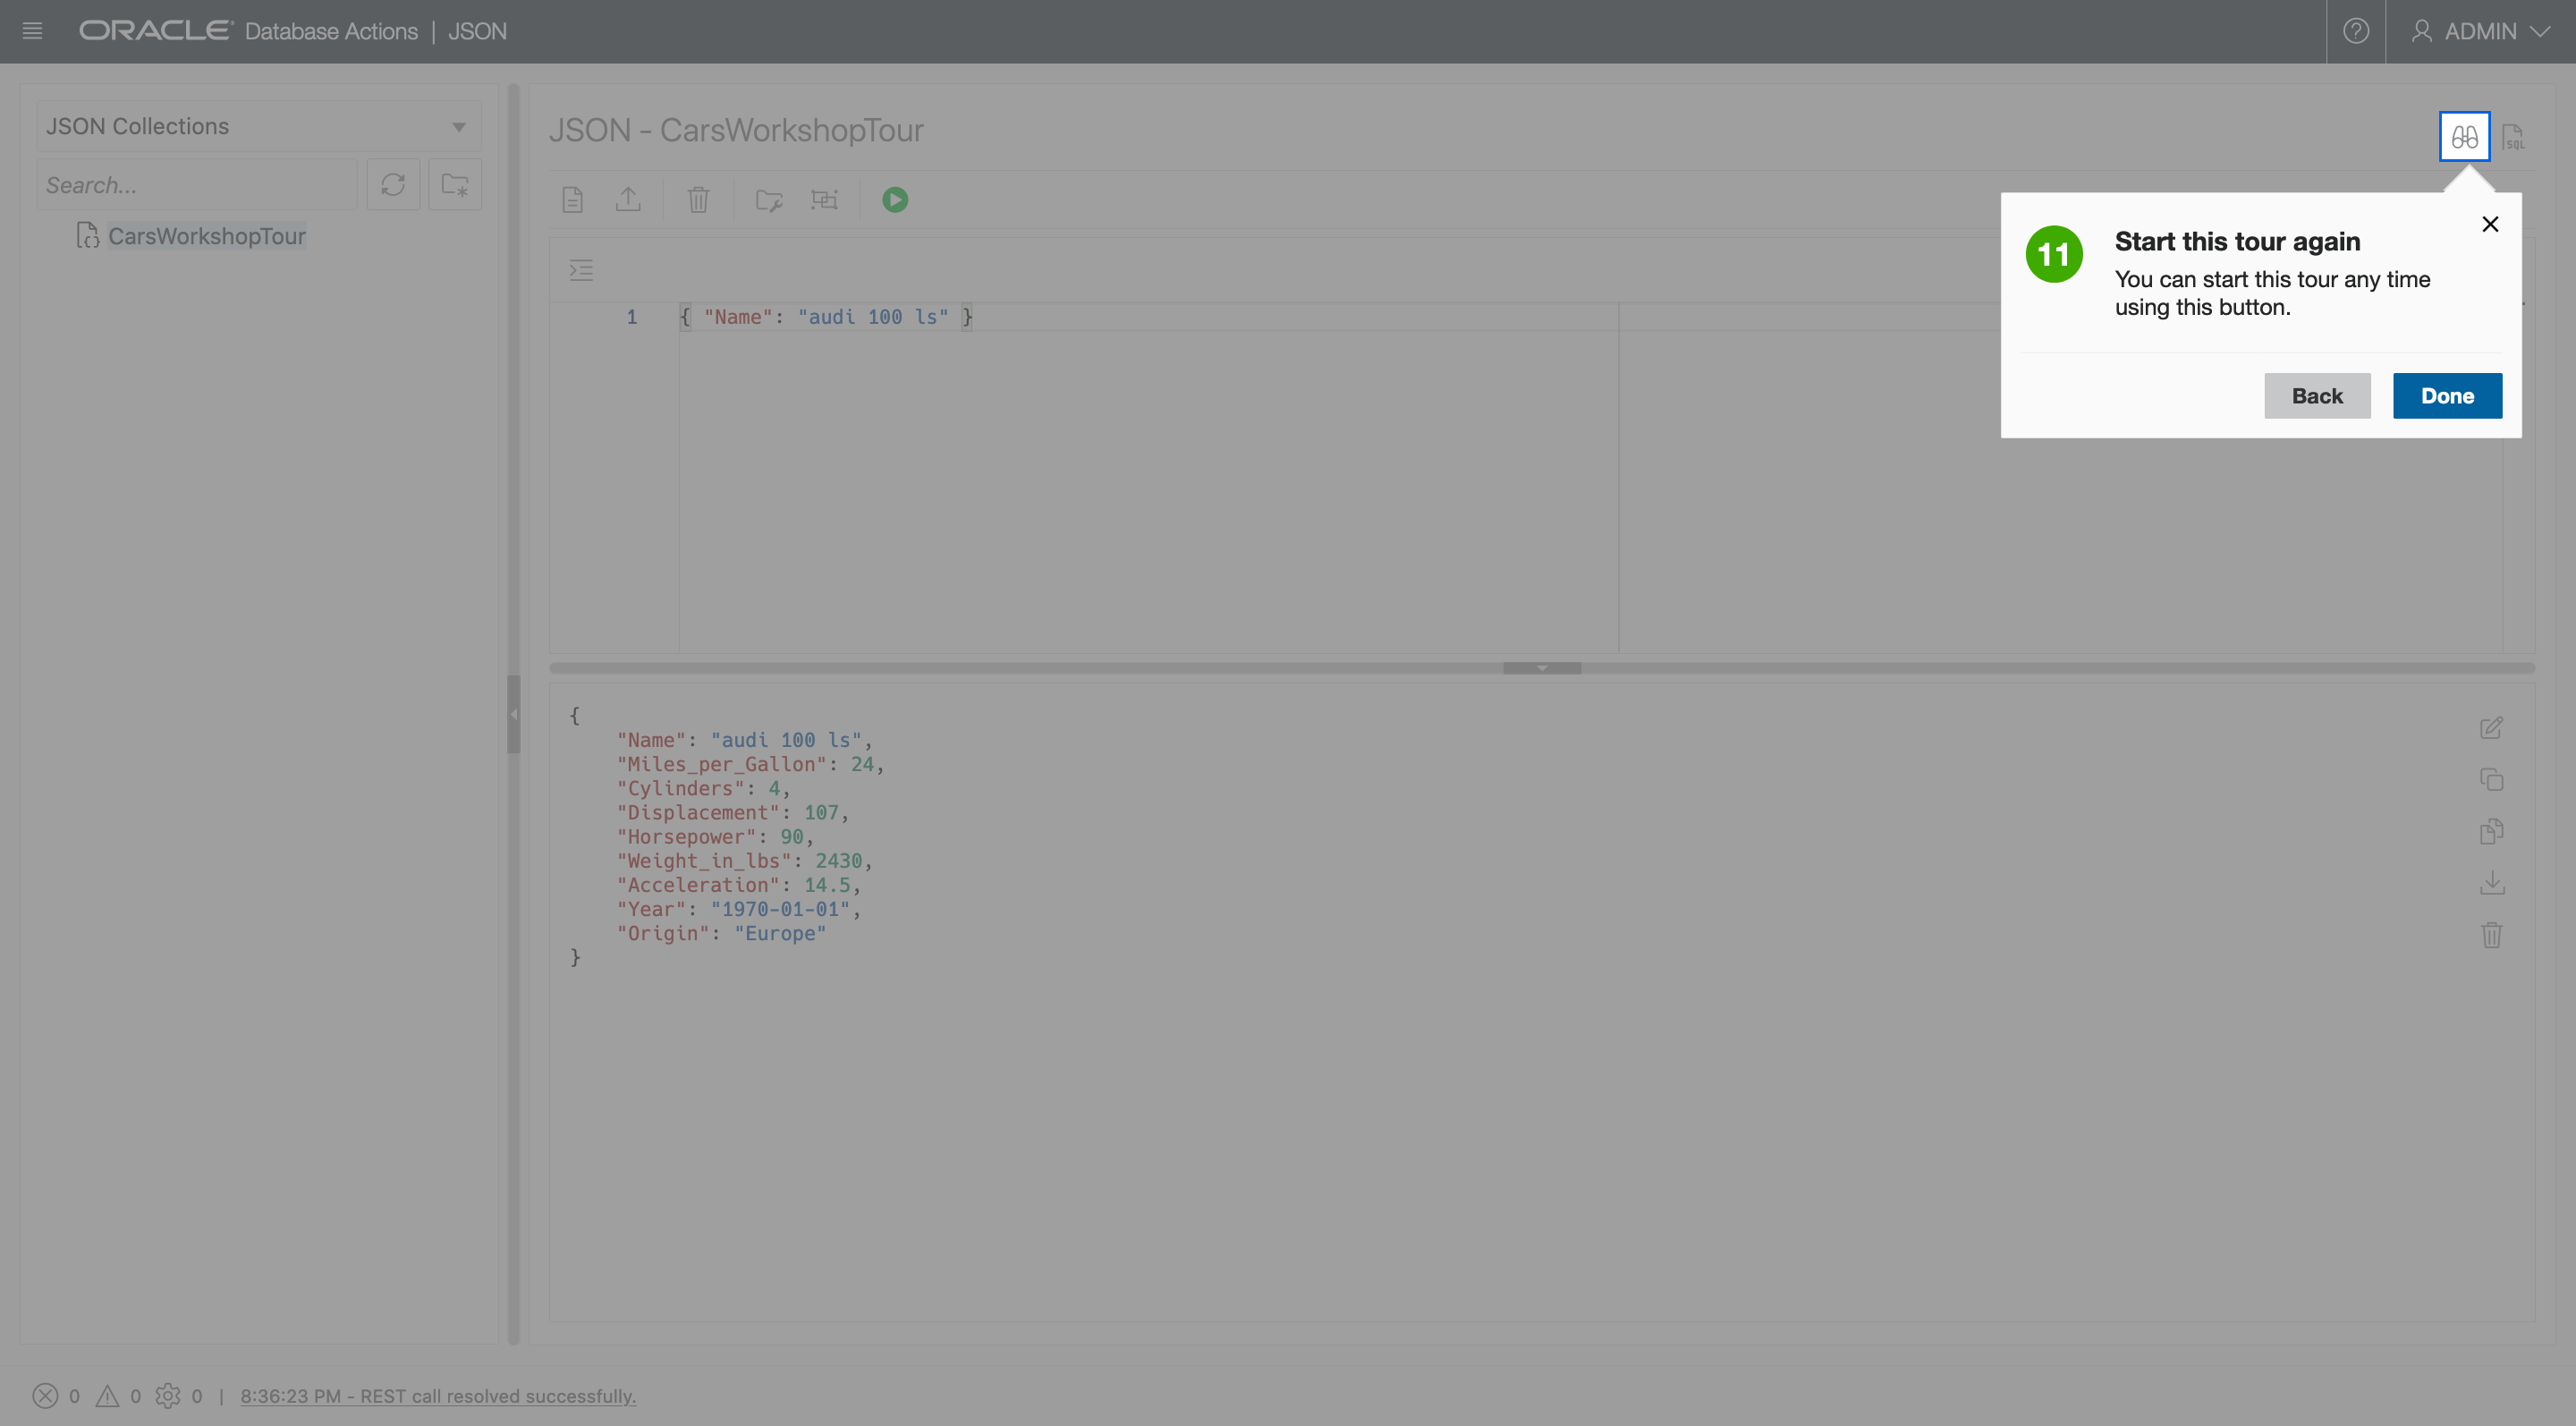 ORACLE Database Actions | JSON
ADMIN
JSON Collections
Search...
CarsWorkshopTour
JSON - CarsWorkshopTour
SQL
11
Start this tour again
You can start this tour any time
using this button.
Back
Done
1 { "Name": "audi 100 ls" }
{
"Name": "audi 100 ls",
"Miles_per_Gallon": 24,
"Cylinders": 4,
"Displacement": 107,
"Horsepower": 90,
"Weight_in_lbs": 2430,
"Acceleration": 14.5,
"Year": "1970-01-01",
"Origin": "Europe"
}
0 0 0 | 8:36:23 PM - REST call resolved successfully.